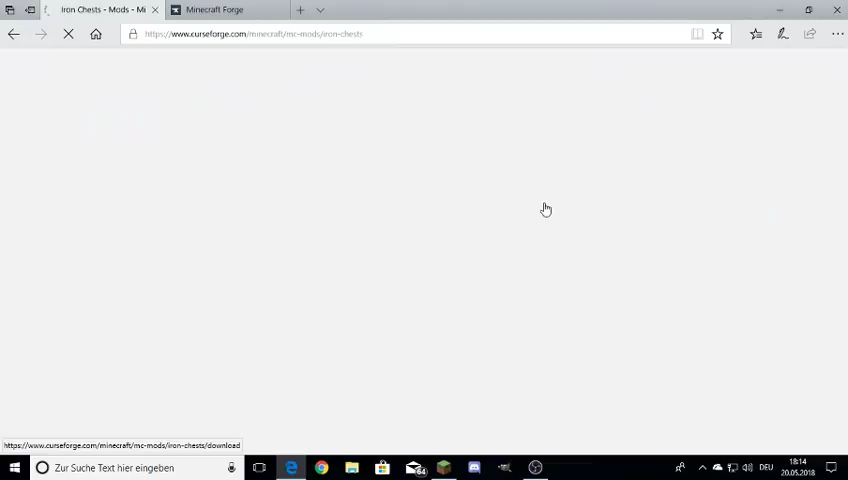 Iron Chests - Mods - Mi
Minecraft Forge
https://www.curseforge.com/minecraft/mc-mods/iron-chests
https://www.curseforge.com/minecraft/mc-mods/iron-chests/download
Zur Suche Text hier eingeben
64
DEU
18:14
20.05.2018